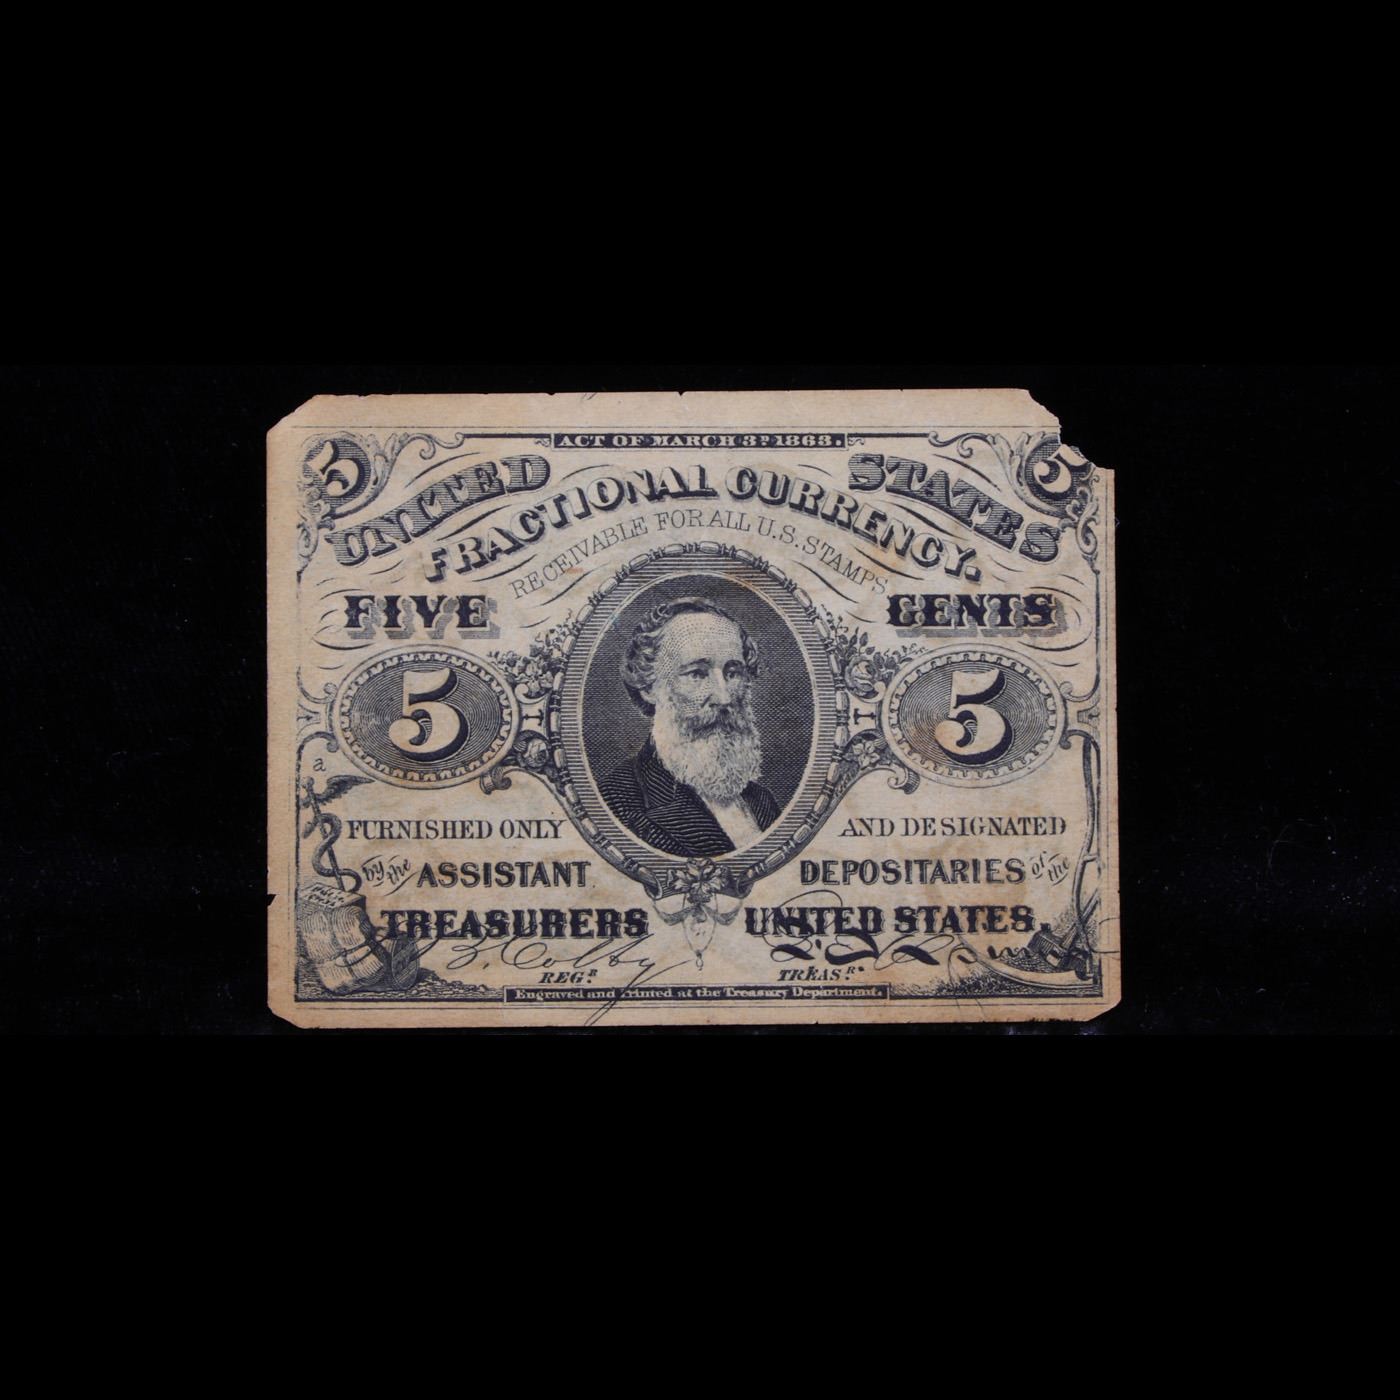 ACT OF MARCH 3D 1863.
5 5
UNITED STATES
FRACTIONAL CURRENCY.
RECEIVABLE FOR ALL U.S. STAMPS
FIVE CENTS
5 5
a
FURNISHED ONLY AND DESIGNATED
by the ASSISTANT DEPOSITARIES of the
TREASURERS UNITED STATES.
S. Colby
REGR TREASR.
Engraved and Printed at the Treasury Department.